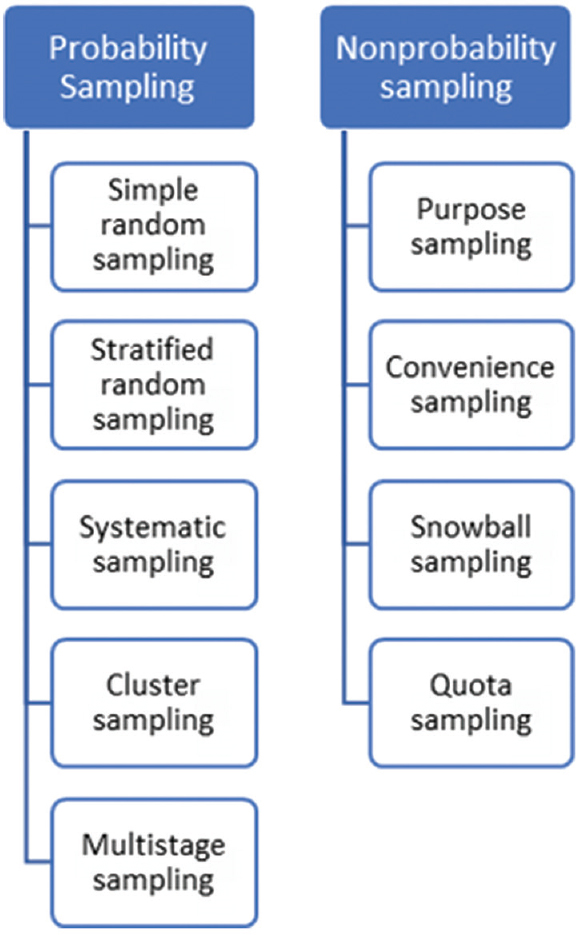 Probability
Sampling
Simple
random
sampling
Stratified
random
sampling
Systematic
sampling
Cluster
sampling
Multistage
sampling
Nonprobability
sampling
Purpose
sampling
Convenience
sampling
Snowball
sampling
Quota
sampling